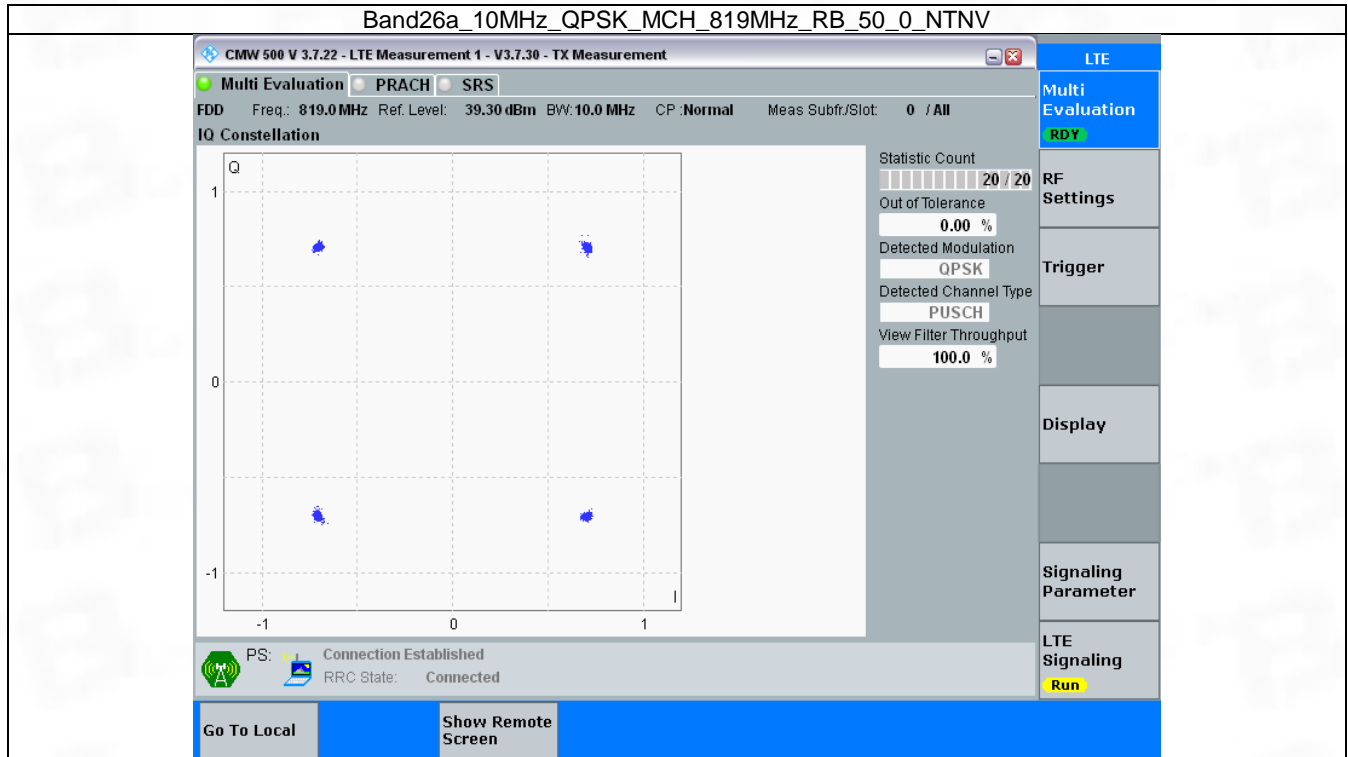 Band26a_10MHz_QPSK_MCH_819MHz_RB_50_0_NTNV
CMW 500 V 3.7.22 - LTE Measurement 1 - V3.7.30 - TX Measurement
Multi Evaluation PRACH SRS
FDD Freq.: 819.0 MHz Ref. Level: 39.30 dBm BW: 10.0 MHz CP :Normal Meas Subfr./Slot: 0 / All
IQ Constellation
Q
1
0
-1
-1 0 1
I
Statistic Count
20 / 20
Out of Tolerance
0.00 %
Detected Modulation
QPSK
Detected Channel Type
PUSCH
View Filter Throughput
100.0 %
PS: Connection Established
RRC State: Connected
LTE
Multi
Evaluation
RDY
RF
Settings
Trigger
Display
Signaling
Parameter
LTE
Signaling
Run
Go To Local
Show Remote
Screen